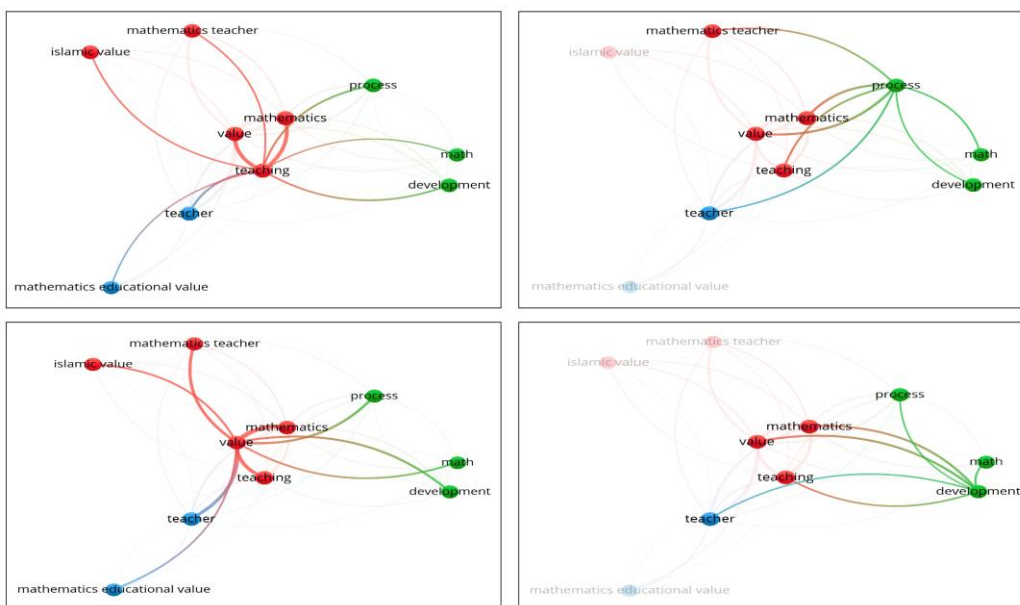 mathematics teacher
islamic value
process
mathematics
value
math
teaching
development
teacher
mathematics educational value
mathematics teacher
islamic value
process
mathematics
value
math
teaching
development
teacher
mathematics educational value
mathematics teacher
islamic value
process
mathematics
value
math
teaching
development
teacher
mathematics educational value
mathematics teacher
islamic value
process
mathematics
value
math
teaching
development
teacher
mathematics educational value